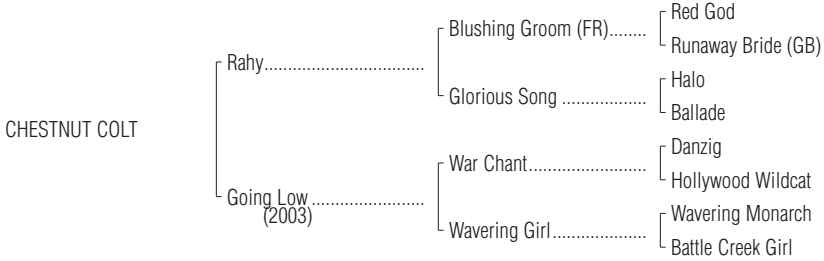 Red God
Blushing Groom (FR)........
Runaway Bride (GB)
Rahy..................................
Halo
Glorious Song ...................
Ballade
CHESTNUT COLT
Danzig
War Chant..........................
Hollywood Wildcat
Going Low ........................
(2003)
Wavering Monarch
Wavering Girl.....................
Battle Creek Girl